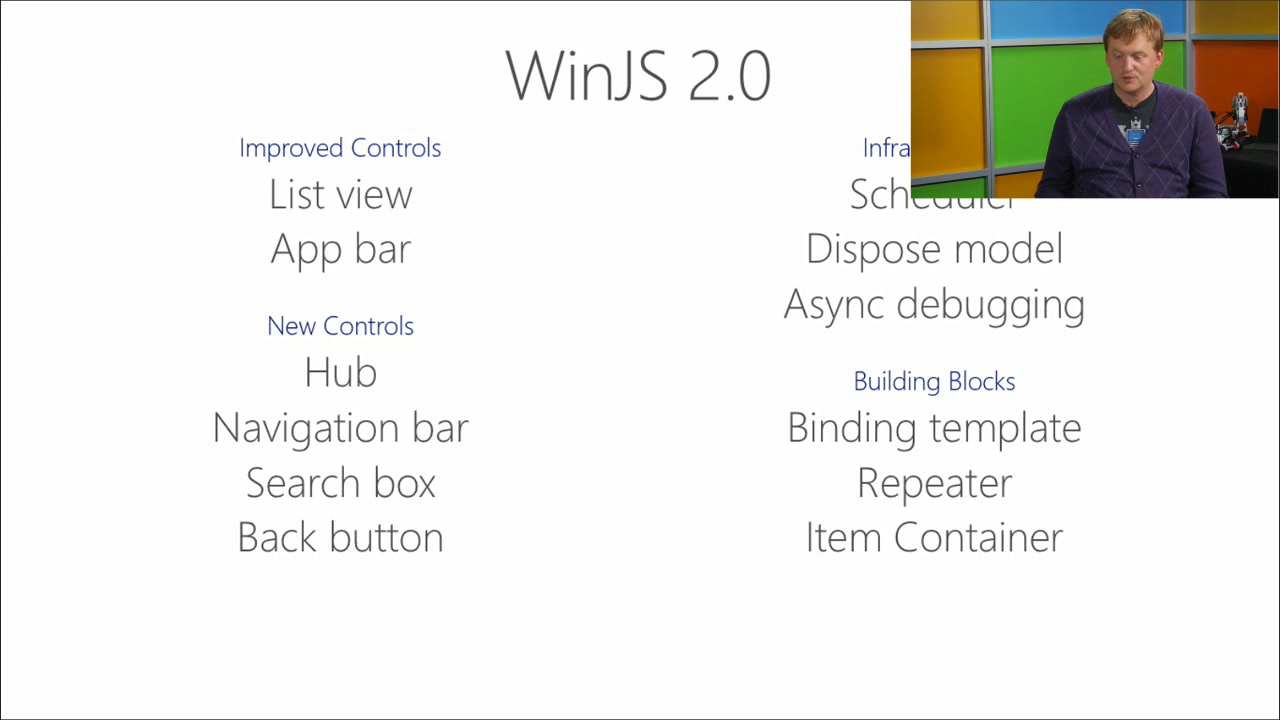 WinJS 2.0
Improved Controls
List view
App bar
New Controls
Hub
Navigation bar
Search box
Back button
Scheduler
Dispose model
Async debugging
Building Blocks
Binding template
Repeater
Item Container